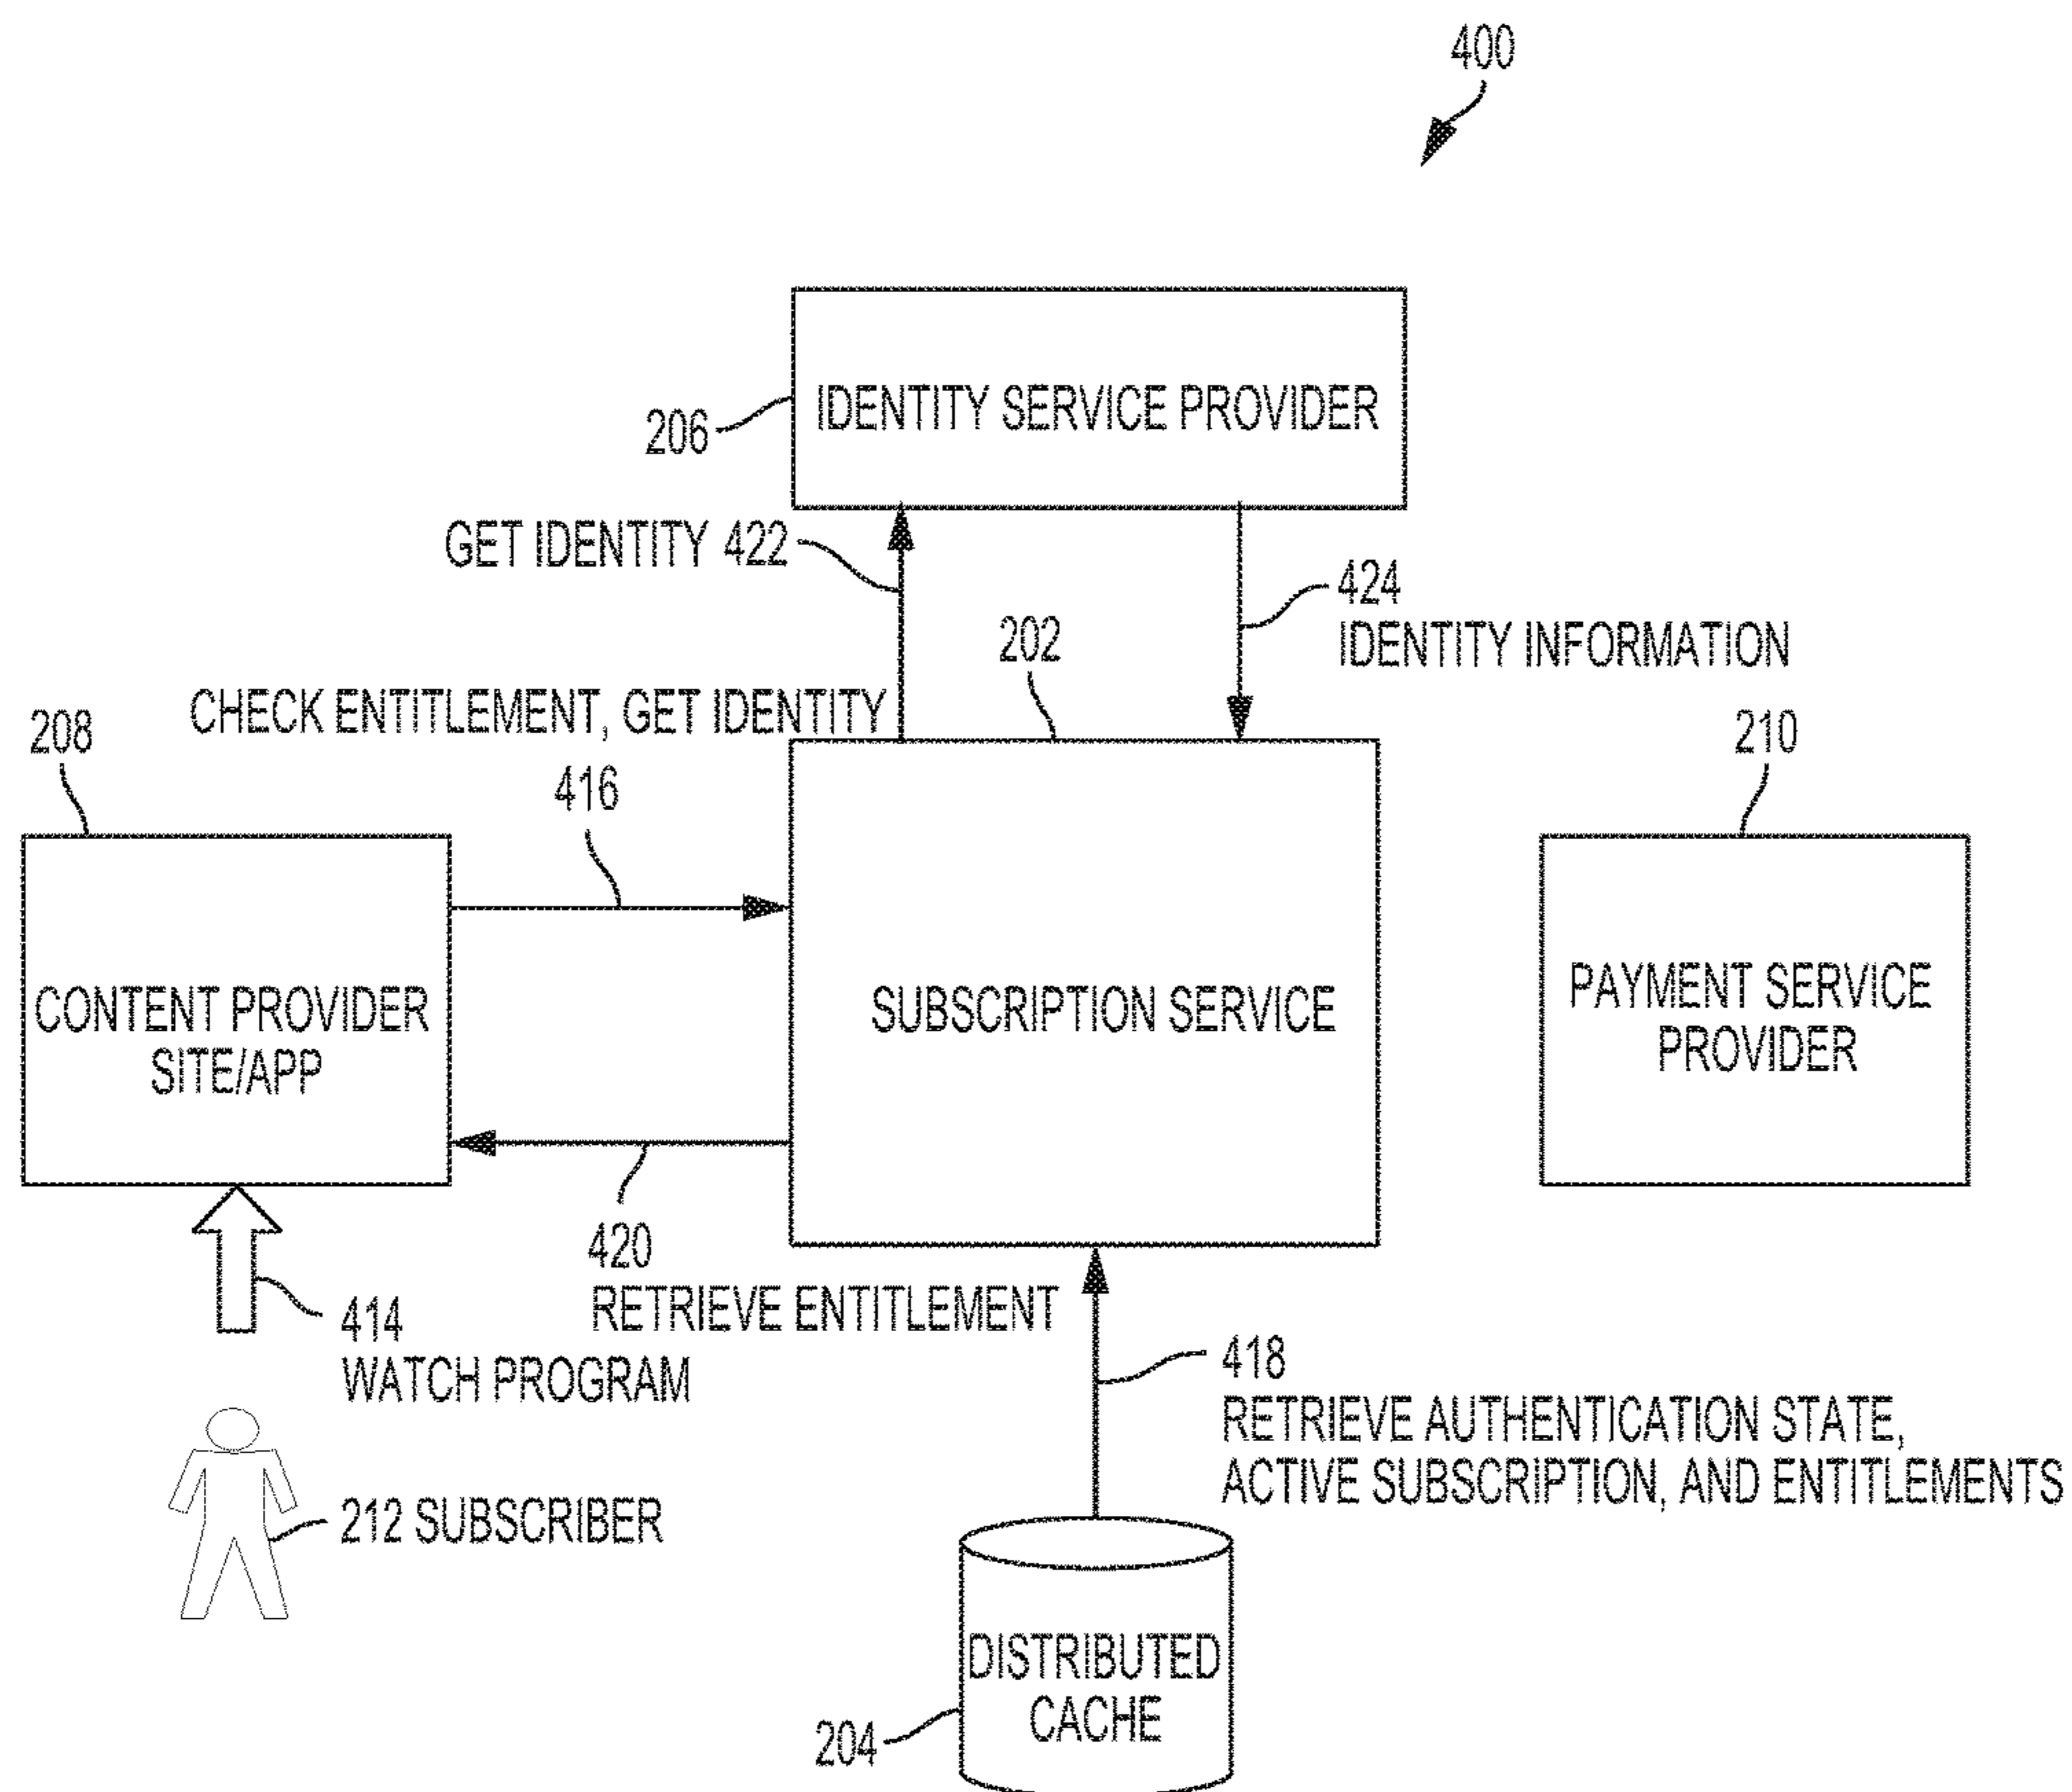 400
IDENTITY SERVICE PROVIDER
206
GET IDENTITY 422
424
IDENTITY INFORMATION
202
CHECK ENTITLEMENT, GET IDENTITY
208
416
210
CONTENT PROVIDER
SITE/APP
SUBSCRIPTION SERVICE
PAYMENT SERVICE
PROVIDER
420
RETRIEVE ENTITLEMENT
414
WATCH PROGRAM
418
RETRIEVE AUTHENTICATION STATE,
ACTIVE SUBSCRIPTION, AND ENTITLEMENTS
212 SUBSCRIBER
DISTRIBUTED
CACHE
204